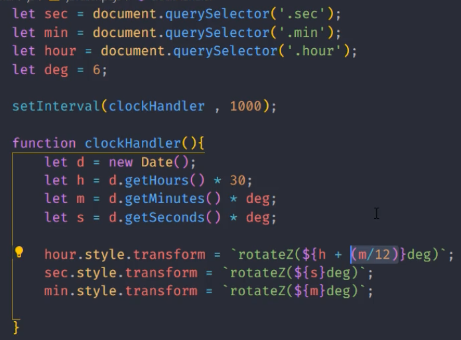 let sec = document.querySelector('.sec');
let min = document.querySelector('.min');
let hour = document.querySelector('.hour');
let deg = 6;
setInterval(clockHandler , 1000);
function clockHandler(){
    let d = new Date();
    let h = d.getHours() * 30;
    let m = d.getMinutes() * deg;
    let s = d.getSeconds() * deg;
    hour.style.transform = `rotateZ(${h + (m/12)}deg)`;
    sec.style.transform = `rotateZ(${s}deg)`;
    min.style.transform = `rotateZ(${m}deg)`;
}